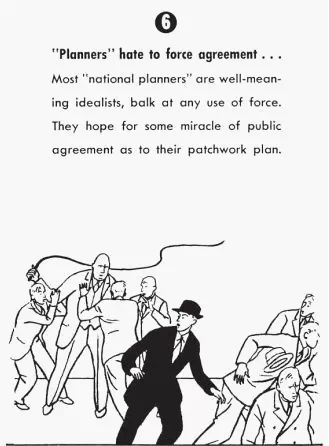 6
"Planners" hate to force agreement . . .
Most "national planners" are well-mean-
ing idealists, balk at any use of force.
They hope for some miracle of public
agreement as to their patchwork plan.